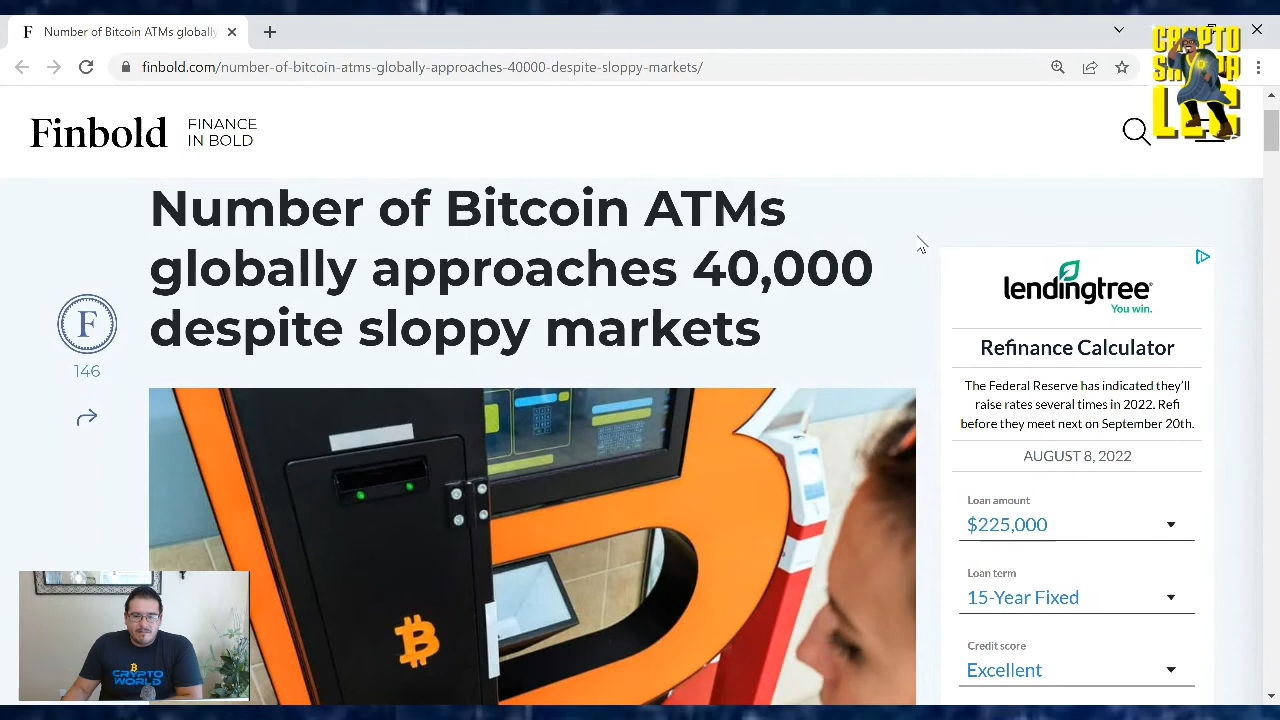 F Number of Bitcoin ATMs globally
finbold.com/number-of-bitcoin-atms-globally-approaches-40000-despite-sloppy-markets/
CRYPTO
Finbold
FINANCE
IN BOLD
Number of Bitcoin ATMs
globally approaches 40,000
despite sloppy markets
F
146
lendingtree
You win.
Refinance Calculator
The Federal Reserve has indicated they'll
raise rates several times in 2022. Refi
before they meet next on September 20th.
AUGUST 8, 2022
Loan amount
$225,000
Loan term
15-Year Fixed
Credit score
Excellent
CRYPTO
WORLD